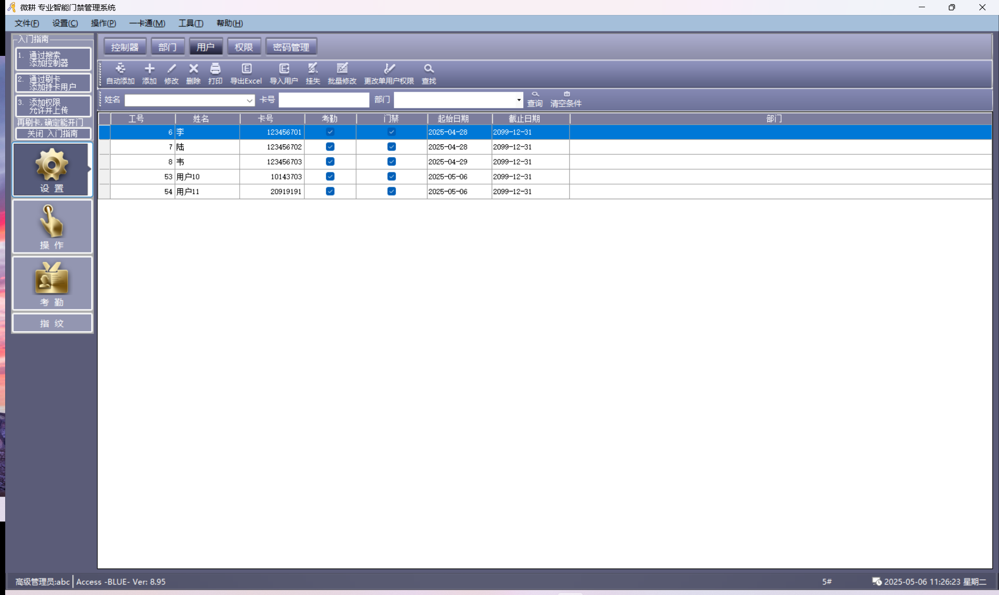 微耕 专业智能门禁管理系统
文件(F) 设置(C) 操作(P) 一卡通(M) 工具(T) 帮助(H)
入门指南
1. 通过搜索
添加控制器
2. 通过刷卡
添加持卡用户
3. 添加权限
允许并上传
再刷卡,确定能开门
关闭 入门指南
设 置
操 作
考 勤
指 纹
控制器 部门 用户 权限 密码管理
自动添加 添加 修改 删除 打印 导出Excel 导入用户 挂失 批量修改 更改单用户权限 查找
姓名 卡号 部门 查询 清空条件
工号 姓名 卡号 考勤 门禁 起始日期 截止日期 部门
6 李 123456701 2025-04-28 2099-12-31
7 陆 123456702 2025-04-28 2099-12-31
8 韦 123456703 2025-04-29 2099-12-31
53 用户10 10143703 2025-05-06 2099-12-31
54 用户11 20919191 2025-05-06 2099-12-31
高级管理员:abc Access -BLUE- Ver: 8.95 5# 2025-05-06 11:26:23 星期二